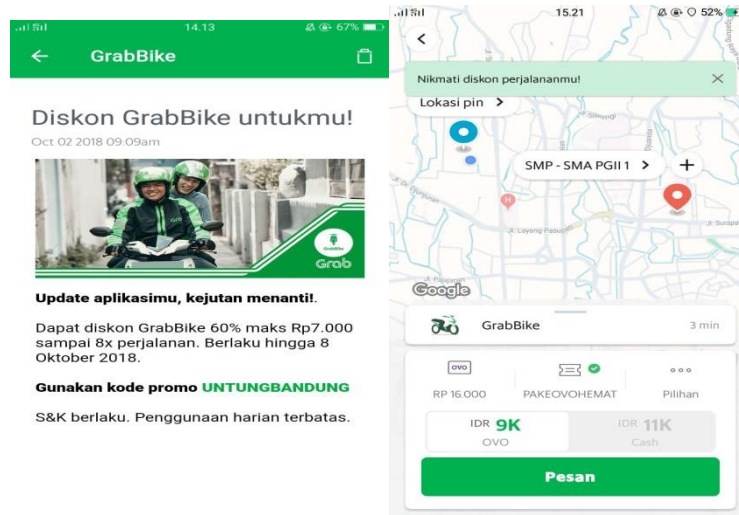 14.13
67%
GrabBike
Diskon GrabBike untukmu!
Oct 02 2018 09:09am
Grab
Update aplikasimu, kejutan menanti!.
Dapat diskon GrabBike 60% maks Rp7.000
sampai 8x perjalanan. Berlaku hingga 8
Oktober 2018.
Gunakan kode promo UNTUNGBANDUNG
S&K berlaku. Penggunaan harian terbatas.
15.21
52%
Nikmati diskon perjalananmu!
Lokasi pin >
SMP - SMA PGII 1 >
H
Jl. Layang Pasupati
Google
GrabBike
3 min
OVO
RP 16.000
PAKEOVOHEMAT
Pilihan
IDR 9K
OVO
IDR 11K
Cash
Pesan